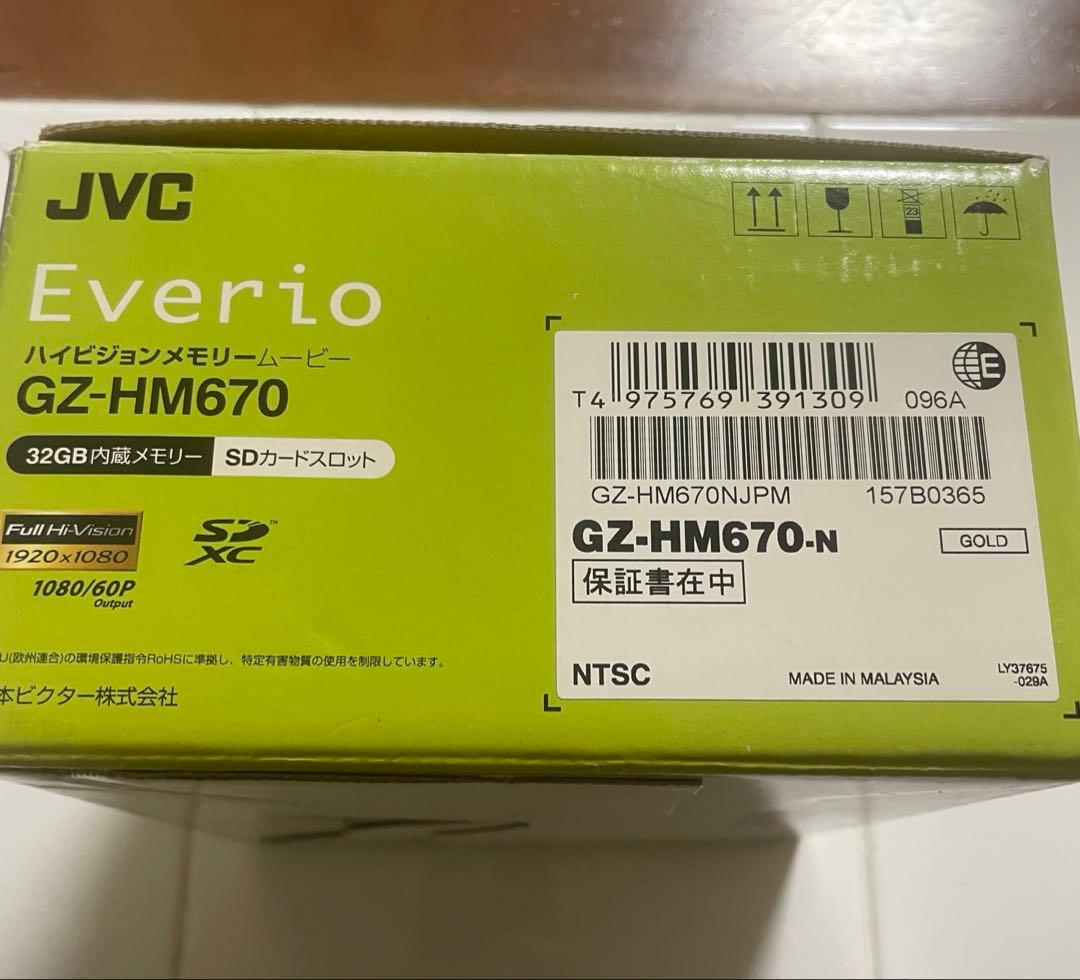 JVC
Everio
ハイビジョンメモリームービー
GZ-HM670
32GB内蔵メモリー SDカードスロット
Full Hi-Vision
1920x1080
1080/60P
Output
SD
XC
™
U(欧州連合)の環境保護指令RoHSに準拠し、特定有害物質の使用を制限しています。
本ビクター株式会社
23
E
T4 975769 391309 096A
GZ-HM670NJPM 157B0365
GZ-HM670-N GOLD
保証書在中
NTSC MADE IN MALAYSIA LY37675
-029A